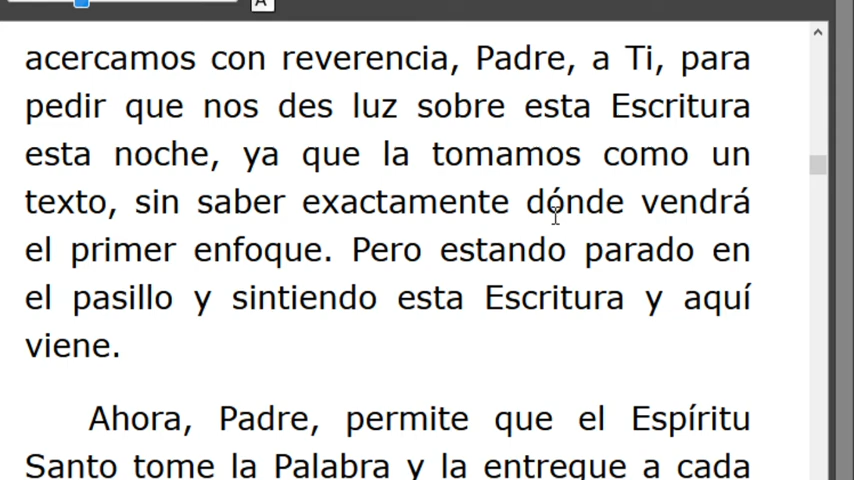 A
acercamos con reverencia, Padre, a Ti, para
pedir que nos des luz sobre esta Escritura
esta noche, ya que la tomamos como un
texto, sin saber exactamente dónde vendrá
el primer enfoque. Pero estando parado en
el pasillo y sintiendo esta Escritura y aquí
viene.
Ahora, Padre, permite que el Espíritu
Santo tome la Palabra y la entregue a cada